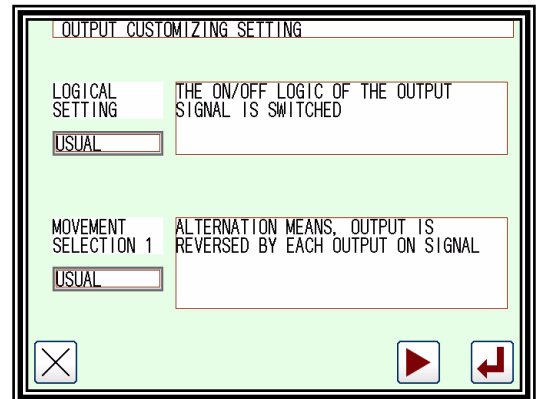 OUTPUT CUSTOMIZING SETTING
LOGICAL
SETTING
THE ON/OFF LOGIC OF THE OUTPUT
SIGNAL IS SWITCHED
USUAL
MOVEMENT
SELECTION 1
ALTERNATION MEANS, OUTPUT IS
REVERSED BY EACH OUTPUT ON SIGNAL
USUAL